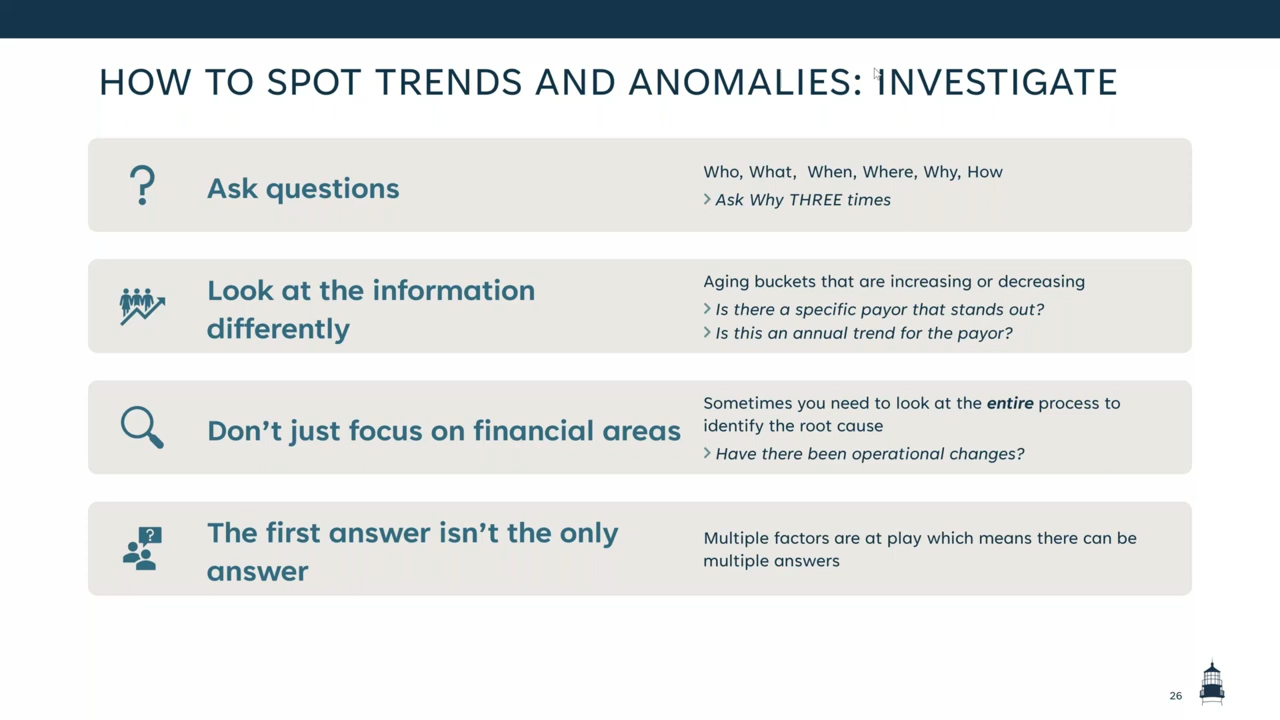 HOW TO SPOT TRENDS AND ANOMALIES: INVESTIGATE
?
Ask questions
Who, What,  When, Where, Why, How
> Ask Why THREE times
Look at the information
differently
Aging buckets that are increasing or decreasing
> Is there a specific payor that stands out?
> Is this an annual trend for the payor?
Don’t just focus on financial areas
Sometimes you need to look at the entire process to
identify the root cause
> Have there been operational changes?
?
The first answer isn’t the only
answer
Multiple factors are at play which means there can be
multiple answers
26